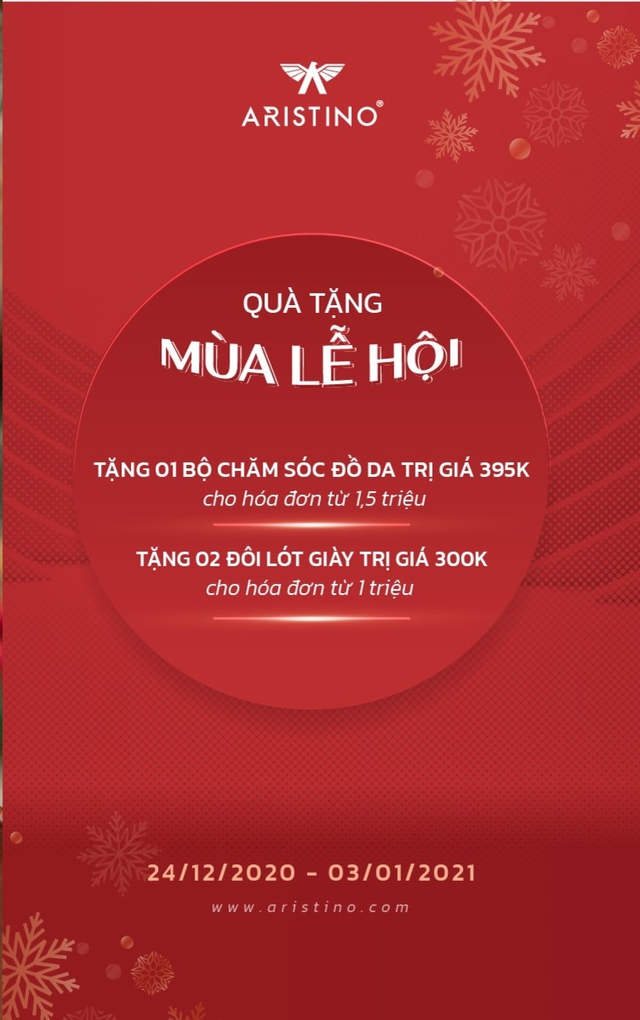 ARISTINO®
QUÀ TẶNG
MÙA LỄ HỘI
TẶNG 01 BỘ CHĂM SÓC ĐỒ DA TRỊ GIÁ 395K
cho hóa đơn từ 1,5 triệu
TẶNG 02 ĐÔI LÓT GIÀY TRỊ GIÁ 300K
cho hóa đơn từ 1 triệu
24/12/2020 - 03/01/2021
www.aristino.com